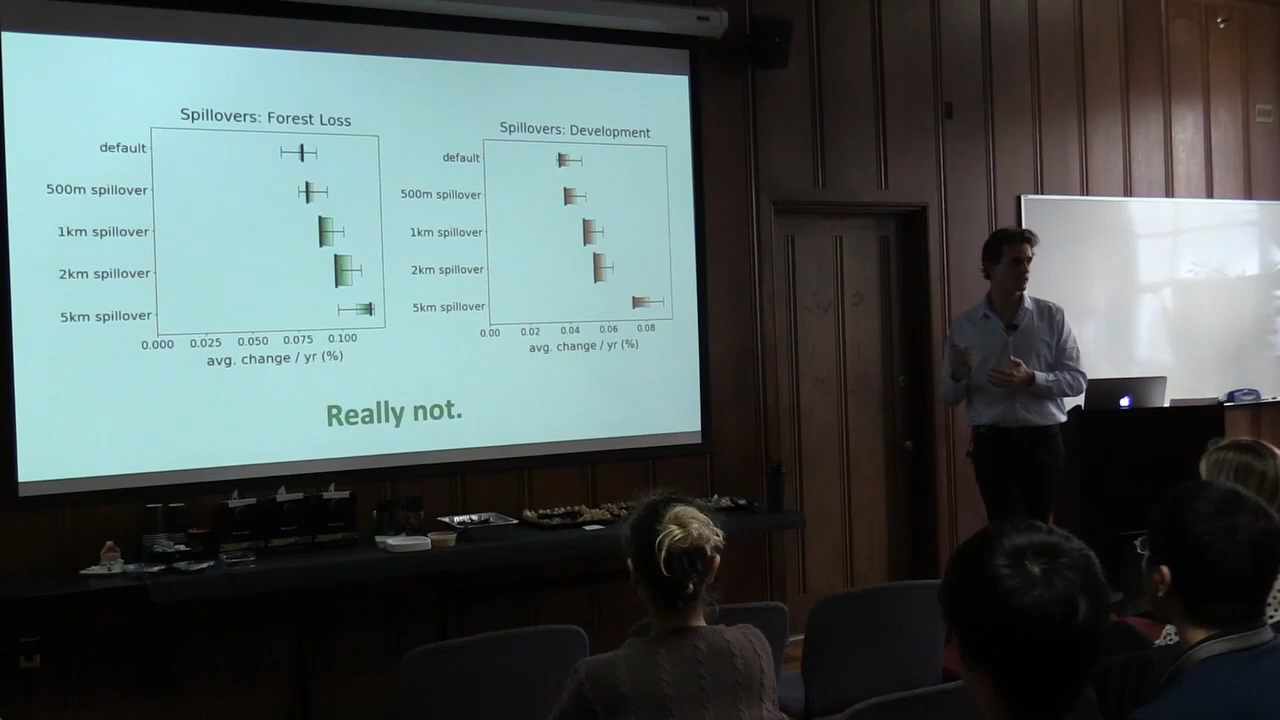 Spillovers: Forest Loss
default
500m spillover
1km spillover
2km spillover
5km spillover
0.000 0.025 0.050 0.075 0.100
avg. change / yr (%)
Spillovers: Development
default
500m spillover
1km spillover
2km spillover
5km spillover
0.00 0.02 0.04 0.06 0.08
avg. change / yr (%)
Really not.